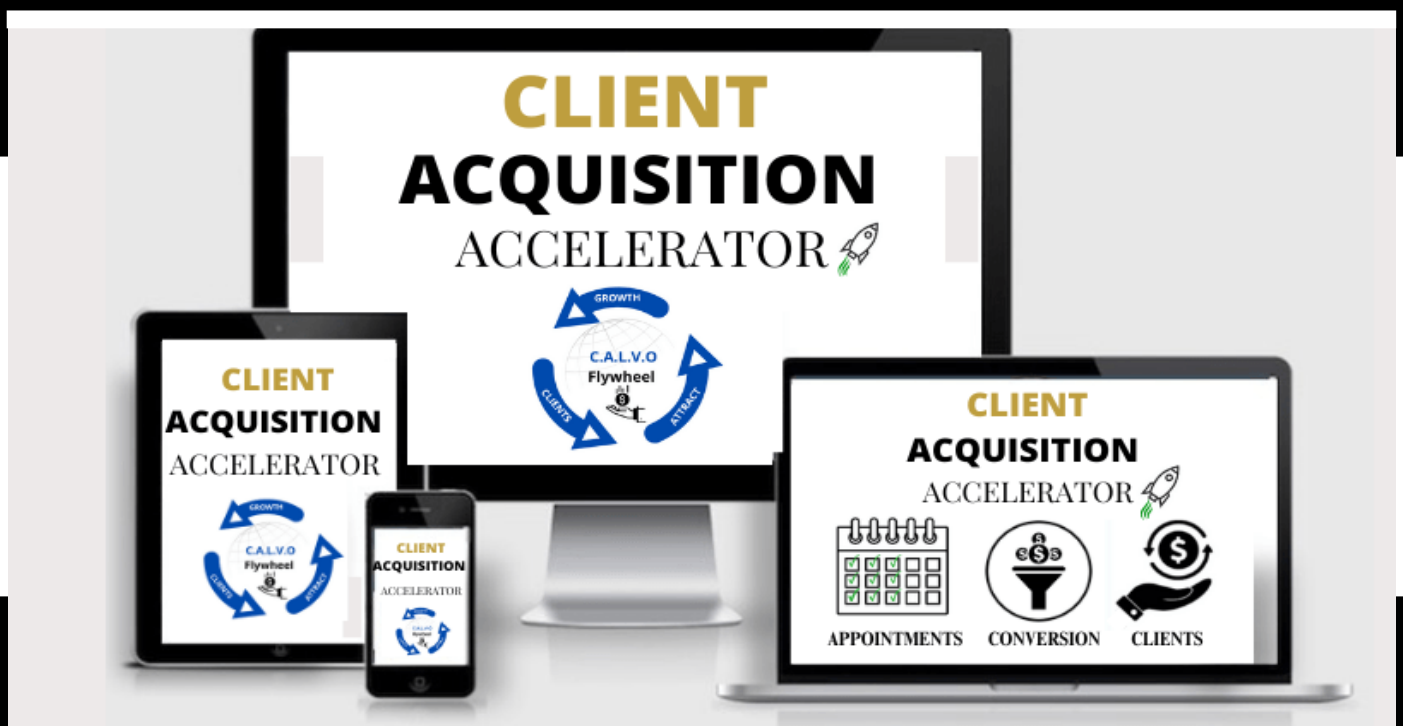 CLIENT
ACQUISITION
ACCELERATOR
GROWTH
C.A.L.V.O
Flywheel
CLIENTS
ATTRACT
CLIENT
ACQUISITION
ACCELERATOR
GROWTH
C.A.L.V.O
Flywheel
CLIENTS
ATTRACT
CLIENT
ACQUISITION
ACCELERATOR
C.A.L.V.O
Flywheel
CLIENT
ACQUISITION
ACCELERATOR
APPOINTMENTS CONVERSION CLIENTS